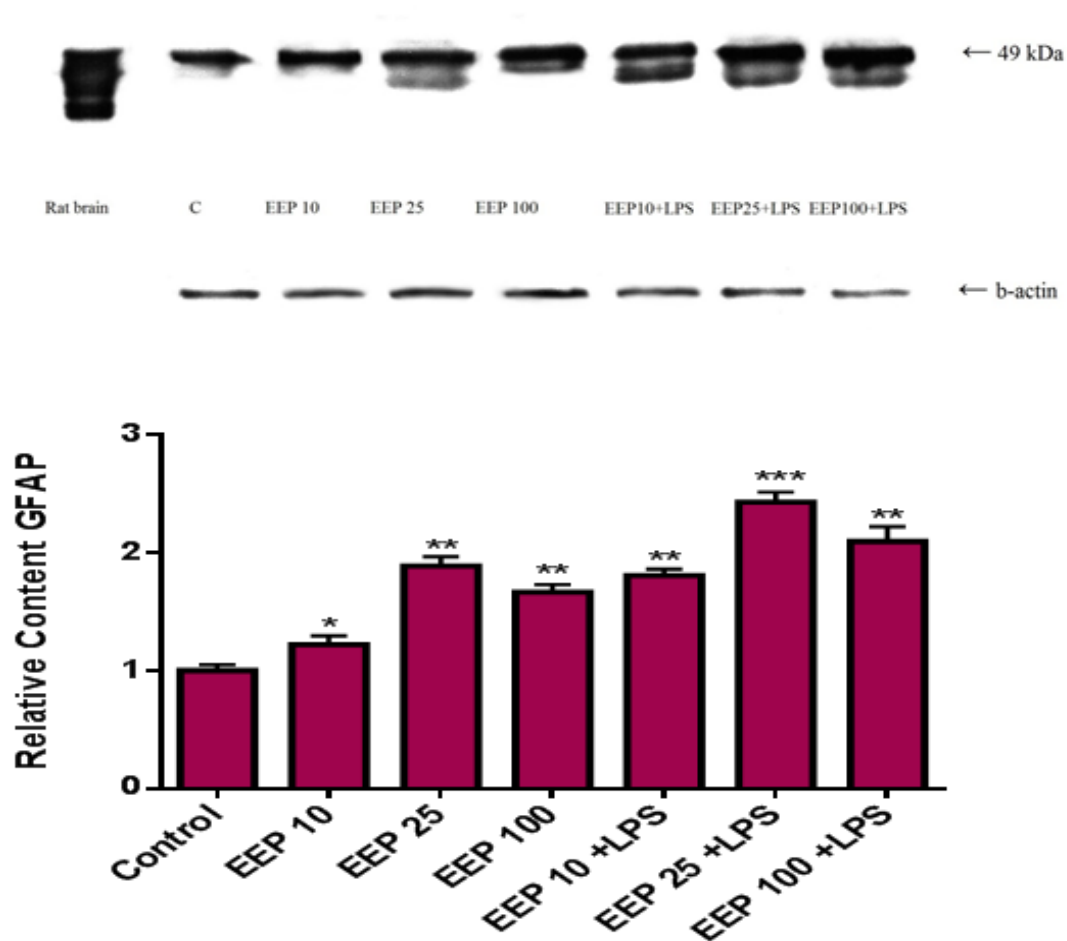 ← 49 kDa
Rat brain C EEP 10 EEP 25 EEP 100 EEP10+LPS EEP25+LPS EEP100+LPS
← b-actin
Relative Content GFAP
3
2
1
0
*
**
**
**
***
**
Control
EEP 10
EEP 25
EEP 100
EEP 10 +LPS
EEP 25 +LPS
EEP 100 +LPS